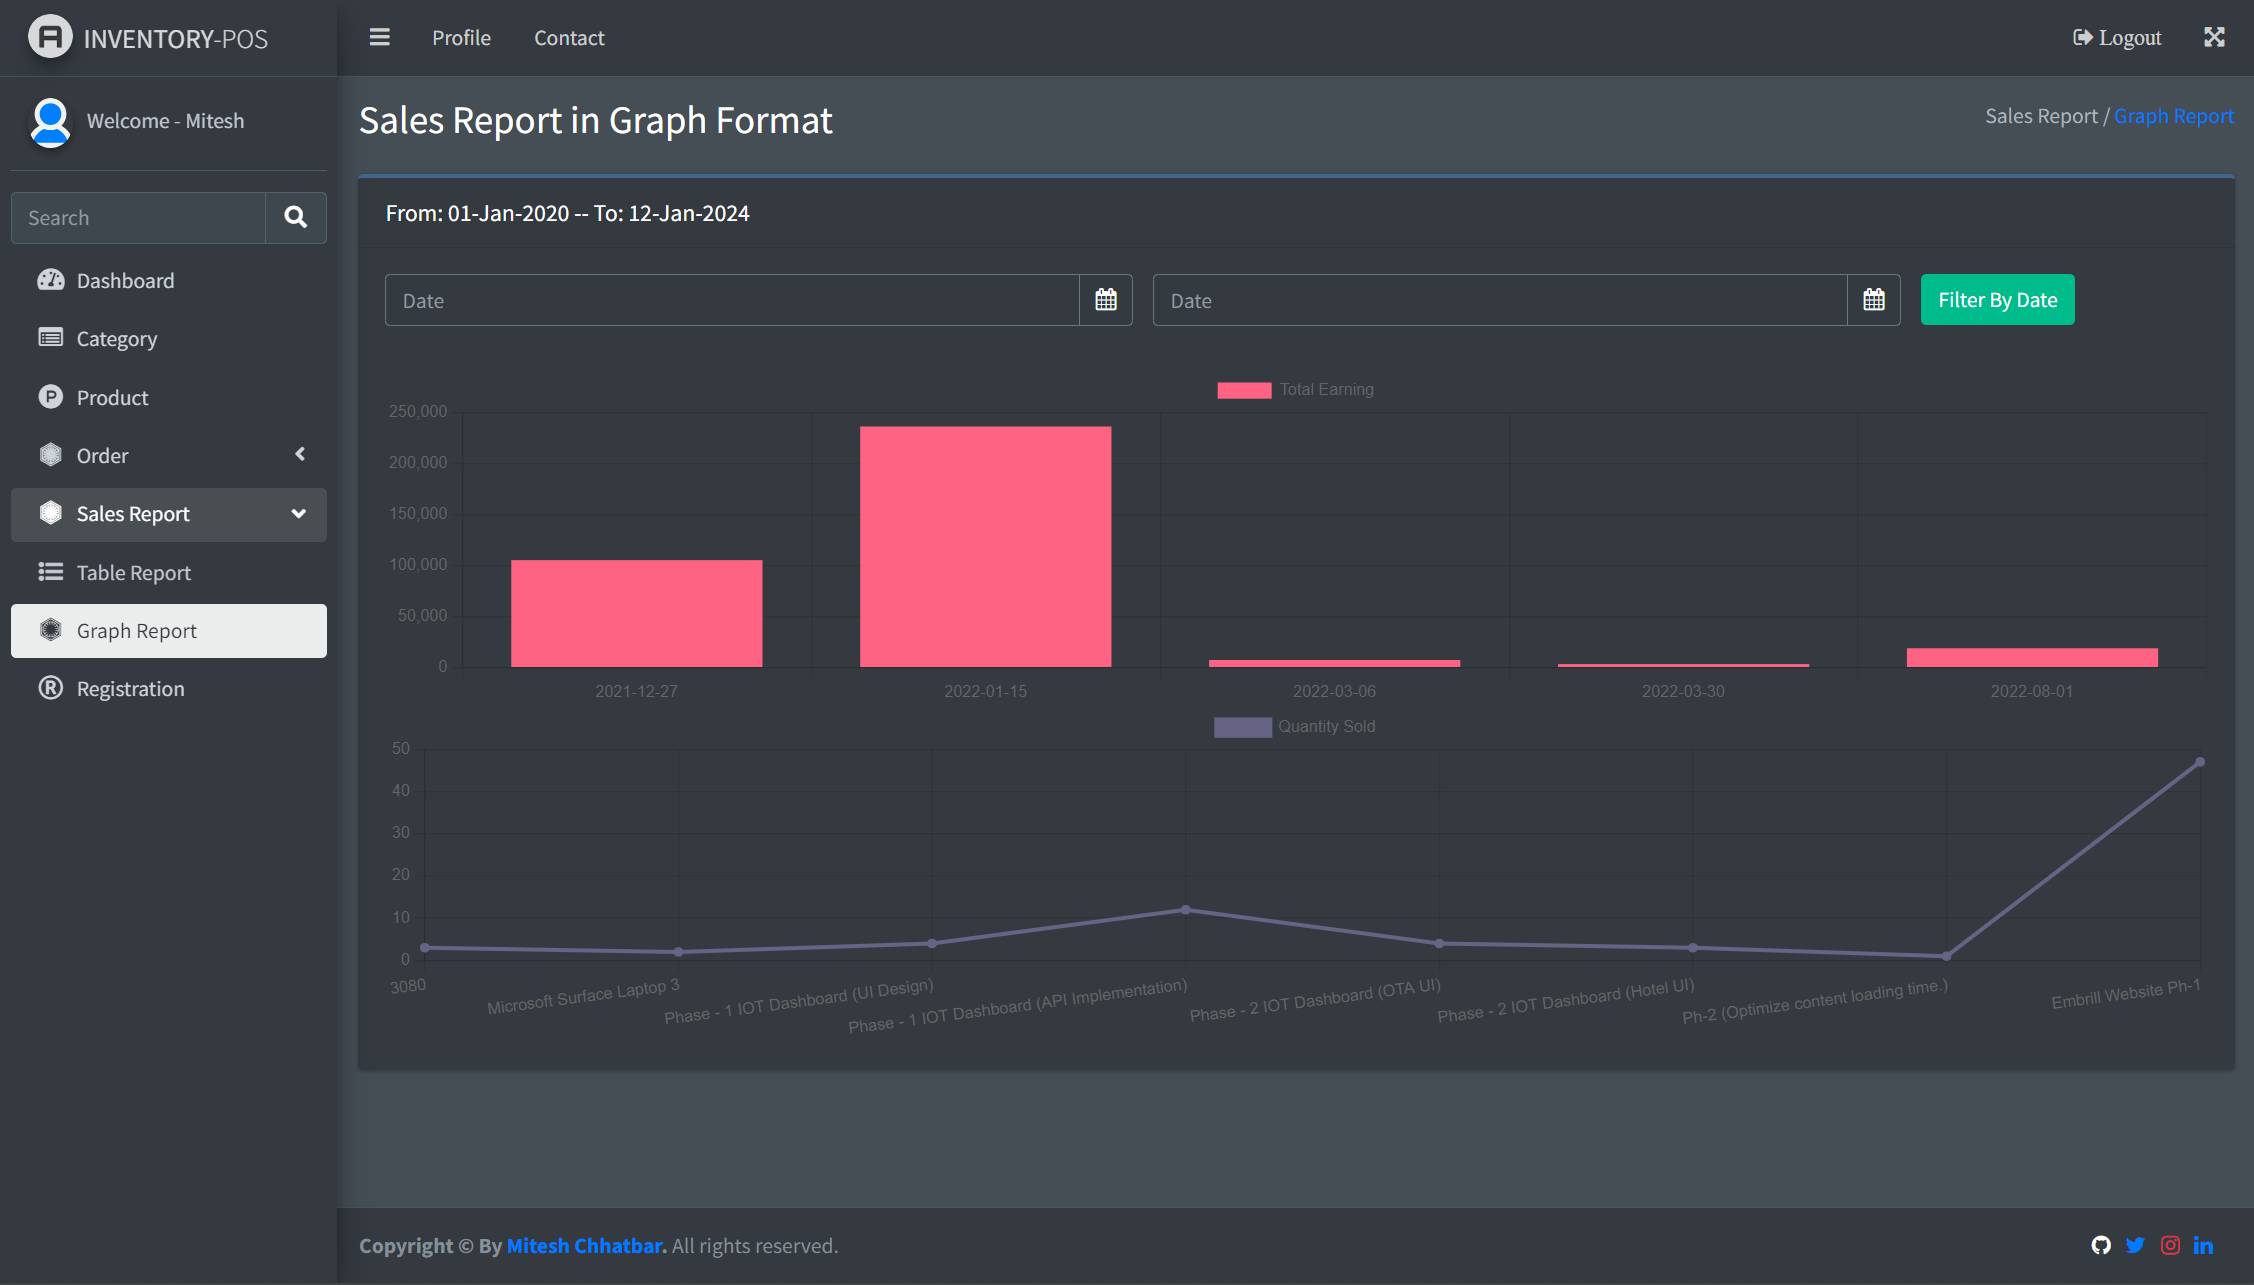 INVENTORY-POS
Profile
Contact
Logout
Welcome - Mitesh
Search
Dashboard
Category
Product
Order
Sales Report
Table Report
Graph Report
Registration
Sales Report in Graph Format
Sales Report / Graph Report
From: 01-Jan-2020 -- To: 12-Jan-2024
Date
Date
Filter By Date
Total Earning
250,000
200,000
150,000
100,000
50,000
0
2021-12-27
2022-01-15
2022-03-06
2022-03-30
2022-08-01
Quantity Sold
50
40
30
20
10
0
3080
Microsoft Surface Laptop 3
Phase - 1 IOT Dashboard (UI Design)
Phase - 1 IOT Dashboard (API Implementation)
Phase - 2 IOT Dashboard (OTA UI)
Phase - 2 IOT Dashboard (Hotel UI)
Ph-2 (Optimize content loading time.)
Embrill Website Ph-1
Copyright © By Mitesh Chhatbar. All rights reserved.